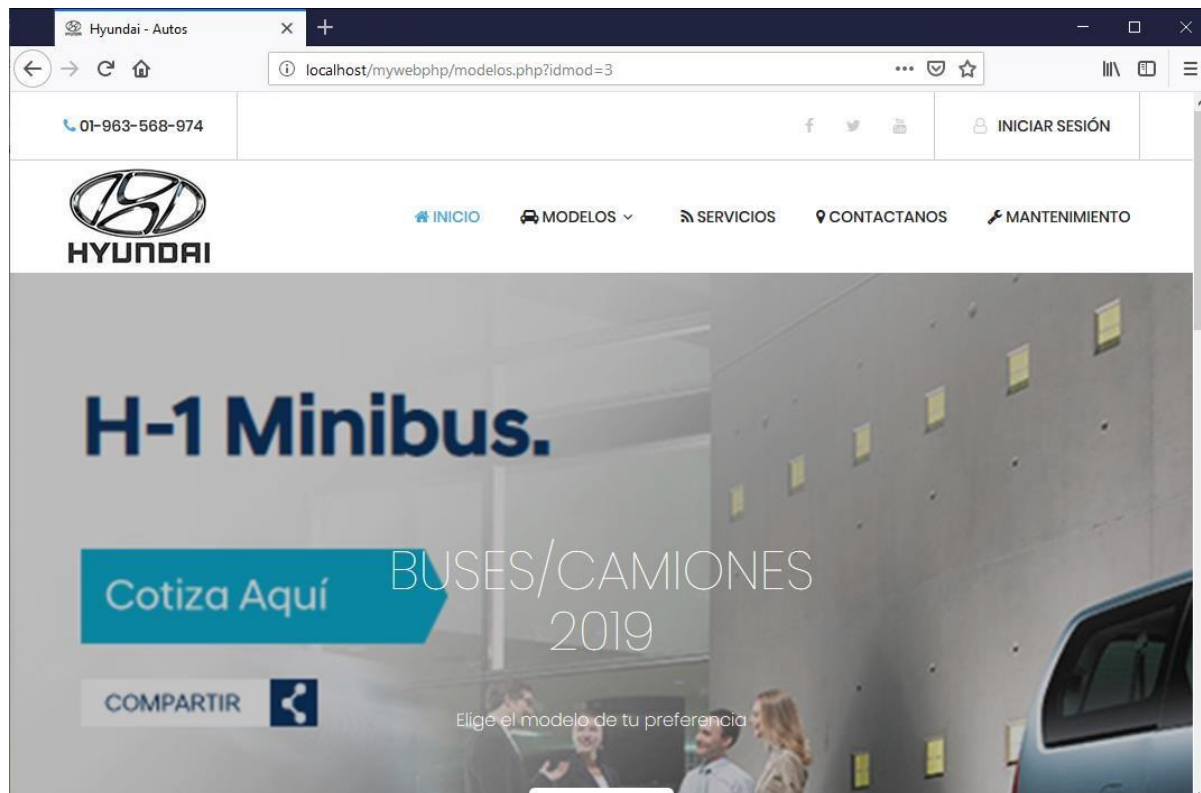 Hyundai - Autos
localhost/mywebphp/modelos.php?idmod=3
01-963-568-974
INICIAR SESIÓN
HYUNDAI
INICIO
MODELOS
SERVICIOS
CONTACTANOS
MANTENIMIENTO
H-1 Minibus.
Cotiza Aquí
BUSES/CAMIONES
2019
COMPARTIR
Elige el modelo de tu preferencia